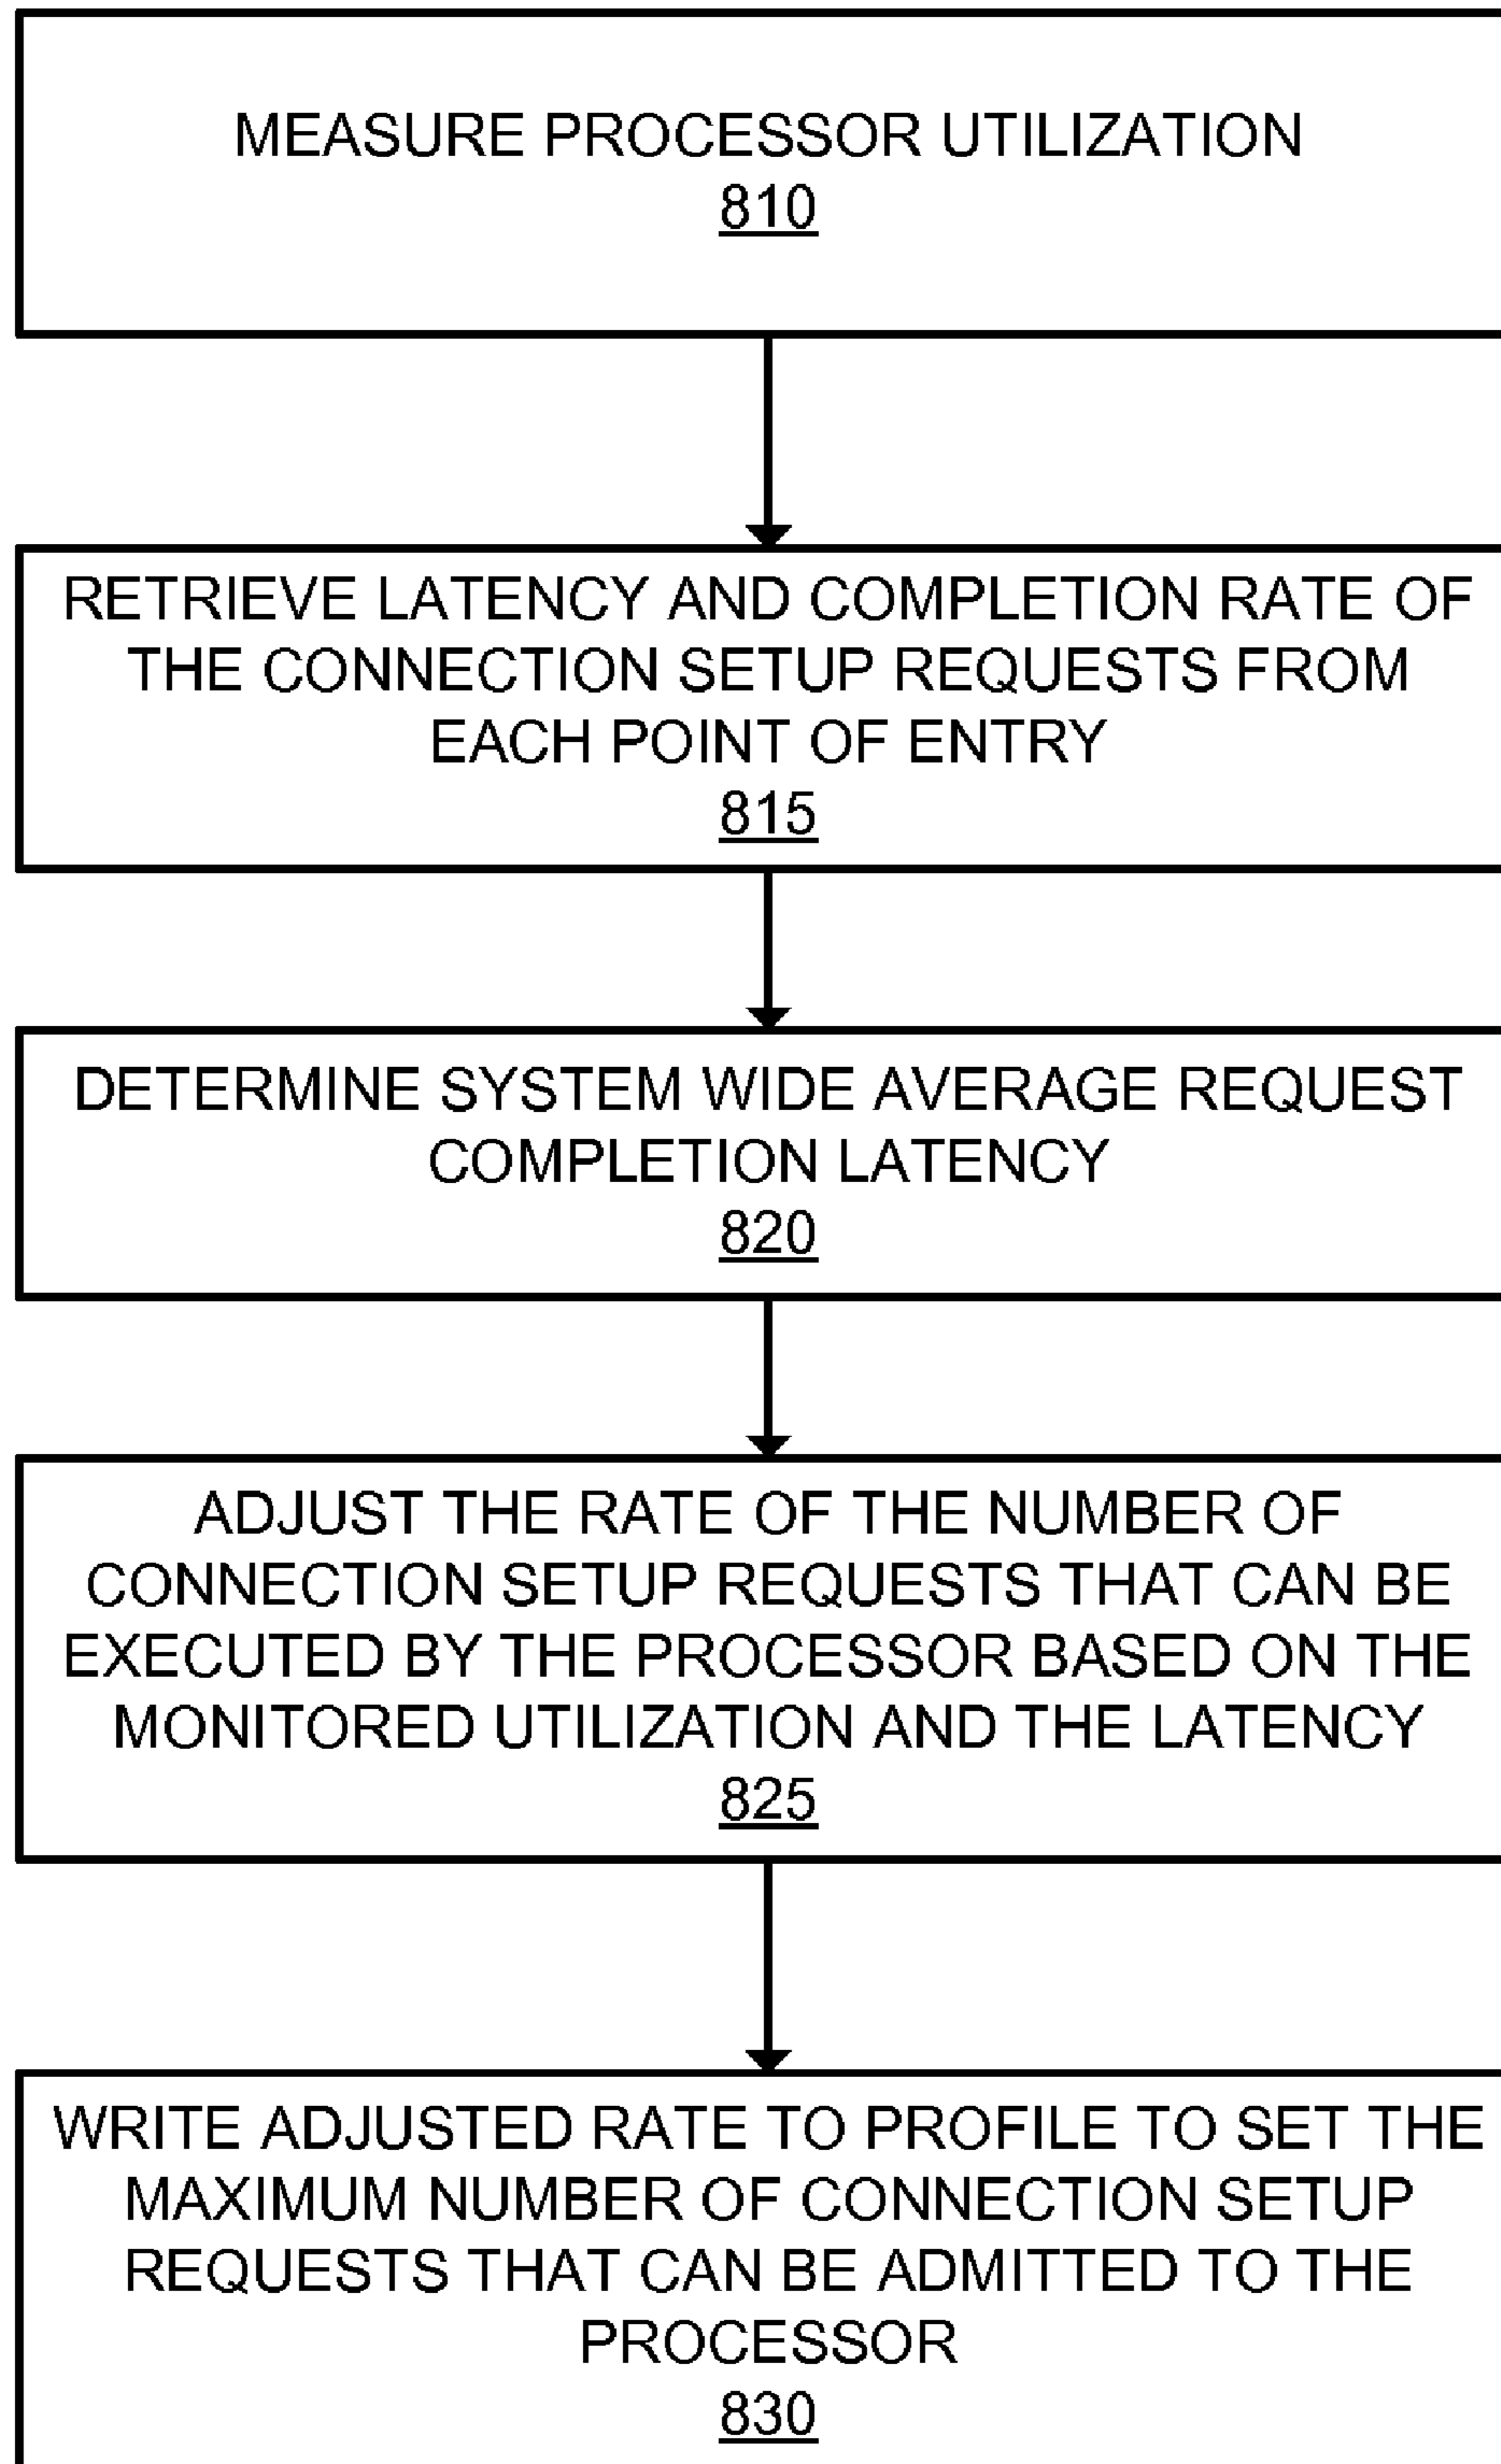 MEASURE PROCESSOR UTILIZATION
810
RETRIEVE LATENCY AND COMPLETION RATE OF
THE CONNECTION SETUP REQUESTS FROM
EACH POINT OF ENTRY
815
DETERMINE SYSTEM WIDE AVERAGE REQUEST
COMPLETION LATENCY
820
ADJUST THE RATE OF THE NUMBER OF
CONNECTION SETUP REQUESTS THAT CAN BE
EXECUTED BY THE PROCESSOR BASED ON THE
MONITORED UTILIZATION AND THE LATENCY
825
WRITE ADJUSTED RATE TO PROFILE TO SET THE
MAXIMUM NUMBER OF CONNECTION SETUP
REQUESTS THAT CAN BE ADMITTED TO THE
PROCESSOR
830